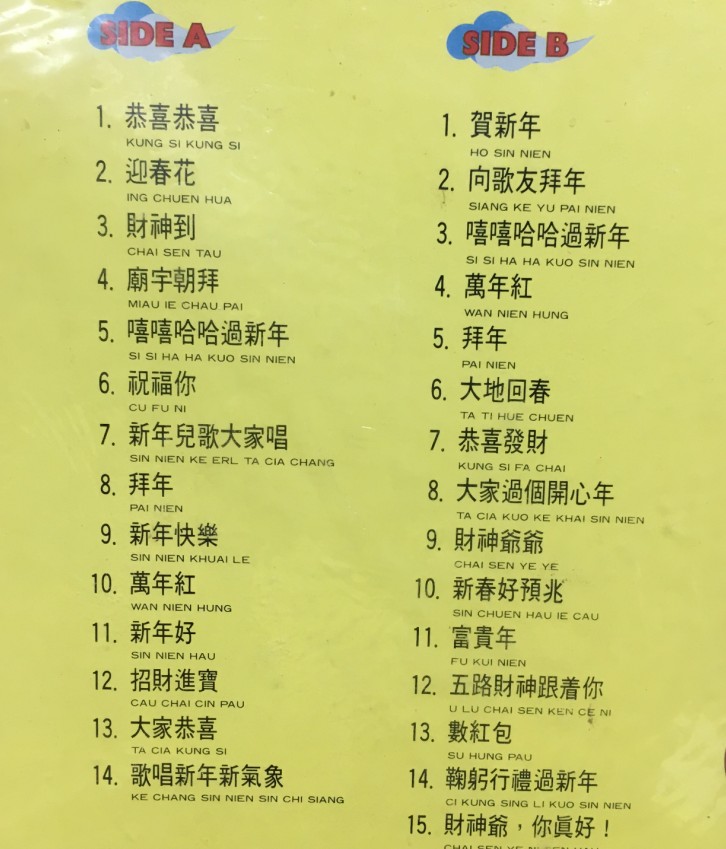 SIDE A
1. 恭喜恭喜
KUNG SI KUNG SI
2. 迎春花
ING CHUEN HUA
3. 財神到
CHAI SEN TAU
4. 廟宇朝拜
MIAU IE CHAU PAI
5. 嘻嘻哈哈過新年
SI SI HA HA KUO SIN NIEN
6. 祝福你
CU FU NI
7. 新年兒歌大家唱
SIN NIEN KE ERL TA CIA CHANG
8. 拜年
PAI NIEN
9. 新年快樂
SIN NIEN KHUAI LE
10. 萬年紅
WAN NIEN HUNG
11. 新年好
SIN NIEN HAU
12. 招財進寶
CAU CHAI CIN PAU
13. 大家恭喜
TA CIA KUNG SI
14. 歌唱新年新氣象
KE CHANG SIN NIEN SIN CHI SIANG
SIDE B
1. 賀新年
HO SIN NIEN
2. 向歌友拜年
SIANG KE YU PAI NIEN
3. 嘻嘻哈哈過新年
SI SI HA HA KUO SIN NIEN
4. 萬年紅
WAN NIEN HUNG
5. 拜年
PAI NIEN
6. 大地回春
TA TI HUE CHUEN
7. 恭喜發財
KUNG SI FA CHAI
8. 大家過個開心年
TA CIA KUO KE KHAI SIN NIEN
9. 財神爺爺
CHAI SEN YE YE
10. 新春好預兆
SIN CHUEN HAU IE CAU
11. 富貴年
FU KUI NIEN
12. 五路財神跟着你
U LU CHAI SEN KEN CE NI
13. 數紅包
SU HUNG PAU
14. 鞠躬行禮過新年
CI KUNG SING LI KUO SIN NIEN
15. 財神爺，你眞好！
CHAI SEN YE